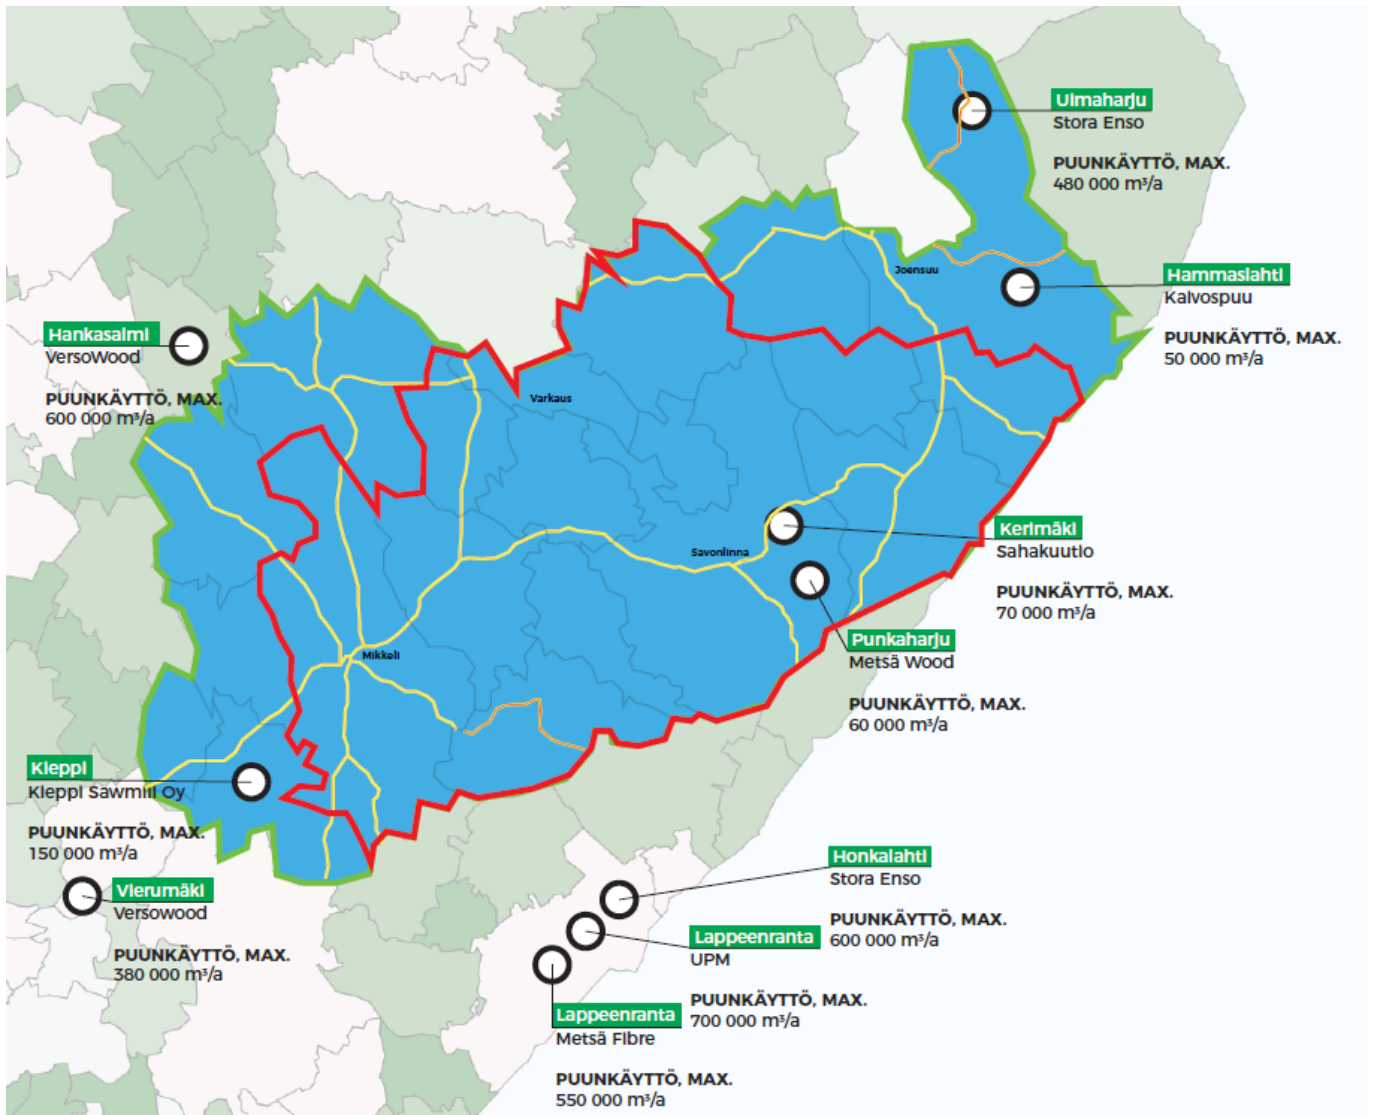 Uimaharju
Stora Enso
PUUNKÄYTTÖ, MAX.
480 000 m³/a
Joensuu
Hammaslahti
Kaivospuu
PUUNKÄYTTÖ, MAX.
50 000 m³/a
Hankasalmi
VersoWood
PUUNKÄYTTÖ, MAX.
600 000 m³/a
Varkaus
Kerimäki
Sahakuutio
PUUNKÄYTTÖ, MAX.
70 000 m³/a
Savonlinna
Punkaharju
Metsä Wood
PUUNKÄYTTÖ, MAX.
60 000 m³/a
Mikkeli
Kieppi
Kieppi Sawmill Oy
PUUNKÄYTTÖ, MAX.
150 000 m³/a
Vierumäki
Versowood
PUUNKÄYTTÖ, MAX.
380 000 m³/a
Honkalahti
Stora Enso
PUUNKÄYTTÖ, MAX.
600 000 m³/a
Lappeenranta
UPM
PUUNKÄYTTÖ, MAX.
700 000 m³/a
Lappeenranta
Metsä Fibre
PUUNKÄYTTÖ, MAX.
550 000 m³/a